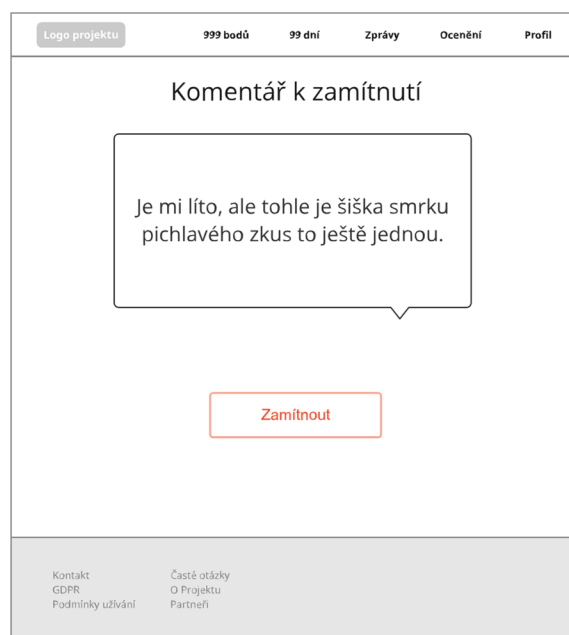 Logo projektu 999 bodů 99 dní Zprávy Ocenění Profil
Komentář k zamítnutí
Je mi líto, ale tohle je šiška smrku
pichlavého zkus to ještě jednou.
Zamítnout
Kontakt
GDPR
Podmínky užívání
Časté otázky
O Projektu
Partneři